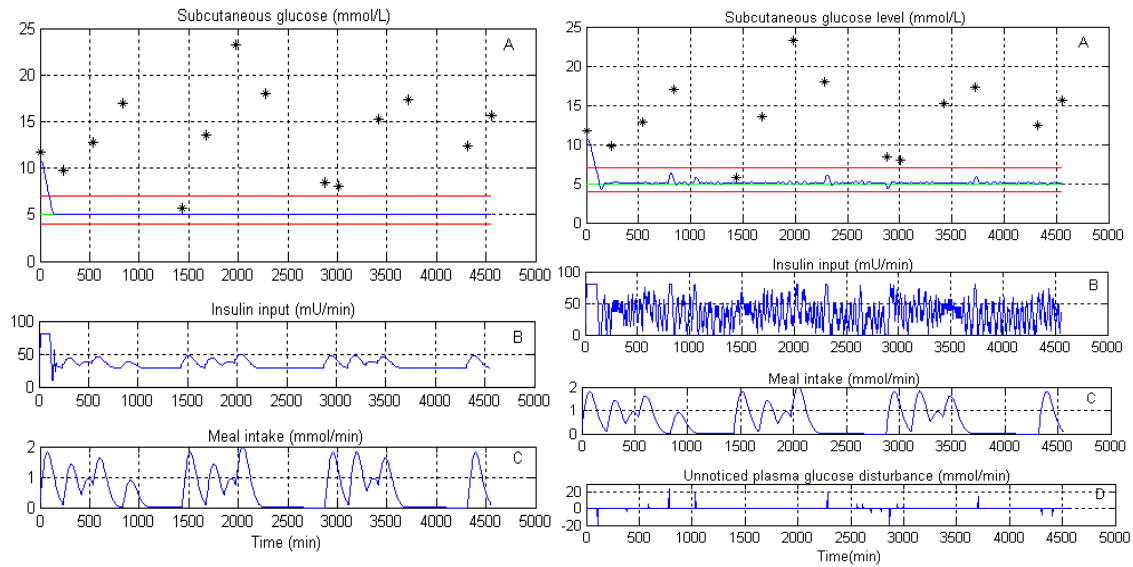 Subcutaneous glucose (mmol/L)
A
25
20
15
10
5
0
0 500 1000 1500 2000 2500 3000 3500 4000 4500 5000
Insulin input (mU/min)
B
100
50
0
0 500 1000 1500 2000 2500 3000 3500 4000 4500 5000
Meal intake (mmol/min)
C
2
1
0
0 500 1000 1500 2000 2500 3000 3500 4000 4500 5000
Time (min)
Subcutaneous glucose level (mmol/L)
A
25
20
15
10
5
0
0 500 1000 1500 2000 2500 3000 3500 4000 4500 5000
Insulin input (mU/min)
B
100
50
0
0 500 1000 1500 2000 2500 3000 3500 4000 4500 5000
Meal intake (mmol/min)
C
2
1
0
0 500 1000 1500 2000 2500 3000 3500 4000 4500 5000
Unnoticed plasma glucose disturbance (mmol/min)
D
20
0
-20
0 500 1000 1500 2000 2500 3000 3500 4000 4500 5000
Time(min)